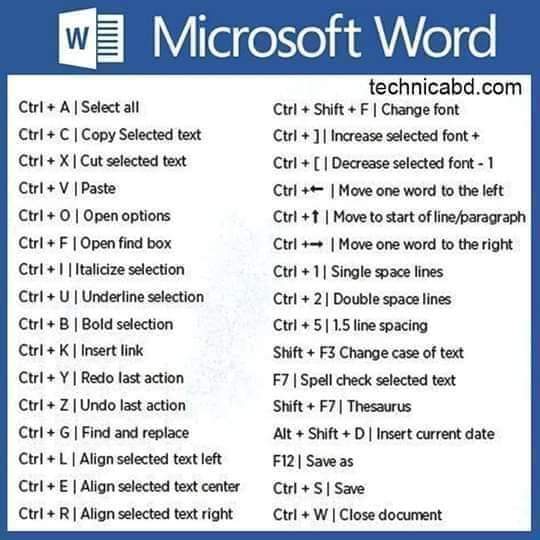 W Microsoft Word
technicabd.com
Ctrl + A | Select all
Ctrl + C | Copy Selected text
Ctrl + X | Cut selected text
Ctrl + V | Paste
Ctrl + O | Open options
Ctrl + F | Open find box
Ctrl + I | Italicize selection
Ctrl + U | Underline selection
Ctrl + B | Bold selection
Ctrl + K | Insert link
Ctrl + Y | Redo last action
Ctrl + Z | Undo last action
Ctrl + G | Find and replace
Ctrl + L | Align selected text left
Ctrl + E | Align selected text center
Ctrl + R | Align selected text right
Ctrl + Shift + F | Change font
Ctrl + ] | Increase selected font +
Ctrl + [ | Decrease selected font - 1
Ctrl +← | Move one word to the left
Ctrl +↑ | Move to start of line/paragraph
Ctrl +→ | Move one word to the right
Ctrl + 1 | Single space lines
Ctrl + 2 | Double space lines
Ctrl + 5 | 1.5 line spacing
Shift + F3 Change case of text
F7 | Spell check selected text
Shift + F7 | Thesaurus
Alt + Shift + D | Insert current date
F12 | Save as
Ctrl + S | Save
Ctrl + W | Close document